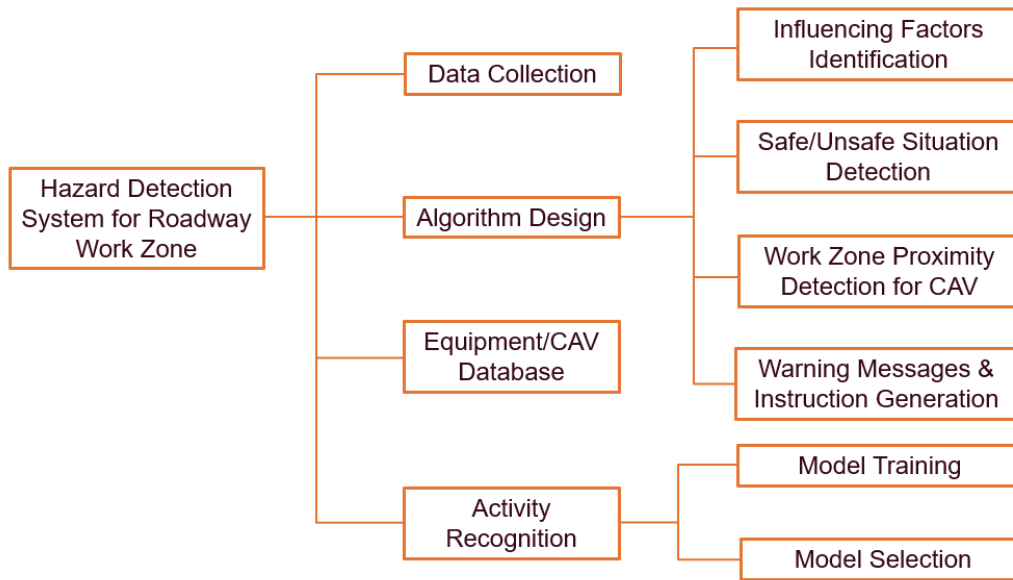 Hazard Detection
System for Roadway
Work Zone
Data Collection
Algorithm Design
Equipment/CAV
Database
Activity
Recognition
Influencing Factors
Identification
Safe/Unsafe Situation
Detection
Work Zone Proximity
Detection for CAV
Warning Messages &
Instruction Generation
Model Training
Model Selection